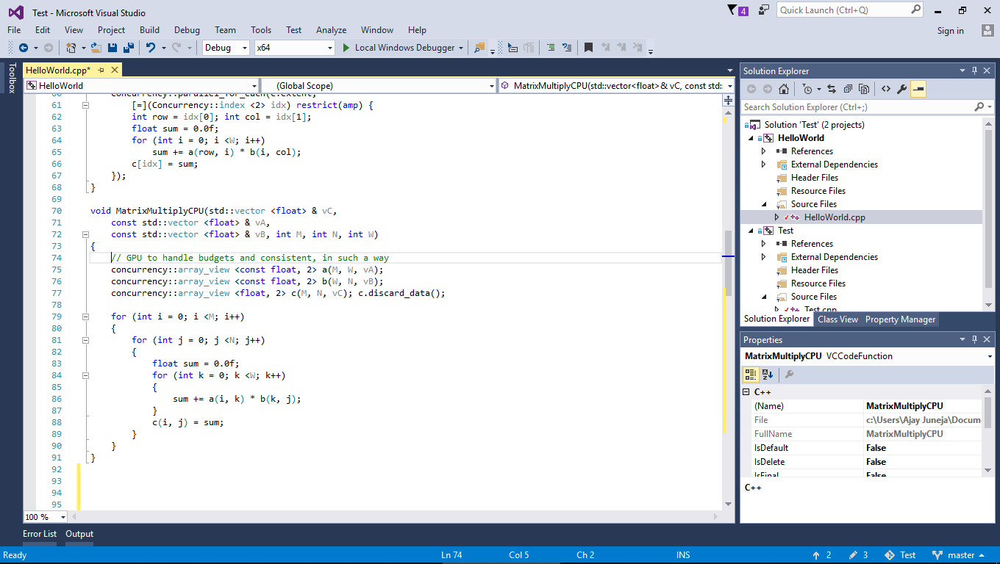 Test - Microsoft Visual Studio
4
Quick Launch (Ctrl+Q)
File Edit View Project Build Debug Team Tools Test Analyze Window Help
Sign in
Debug x64 Local Windows Debugger
Toolbox
HelloWorld.cpp*
HelloWorld (Global Scope) MatrixMultiplyCPU(std::vector<float> & vC, const std::
60 concurrency::parallel_for_each(c.extent,
61 [=](Concurrency::index <2> idx) restrict(amp) {
62 int row = idx[0]; int col = idx[1];
63 float sum = 0.0f;
64 for (int i = 0; i <W; i++)
65 sum += a(row, i) * b(i, col);
66 c[idx] = sum;
67 });
68 }
69
70 void MatrixMultiplyCPU(std::vector <float> & vC,
71 const std::vector <float> & vA,
72 const std::vector <float> & vB, int M, int N, int W)
73 {
74 // GPU to handle budgets and consistent, in such a way
75 concurrency::array_view <const float, 2> a(M, W, vA);
76 concurrency::array_view <const float, 2> b(W, N, vB);
77 concurrency::array_view <float, 2> c(M, N, vC); c.discard_data();
78
79 for (int i = 0; i <M; i++)
80 {
81 for (int j = 0; j <N; j++)
82 {
83 float sum = 0.0f;
84 for (int k = 0; k <W; k++)
85 {
86 sum += a(i, k) * b(k, j);
87 }
88 c(i, j) = sum;
89 }
90 }
91 }
92
93
94
95
100 %
Solution Explorer
Search Solution Explorer (Ctrl+;)
Solution 'Test' (2 projects)
HelloWorld
References
External Dependencies
Header Files
Resource Files
Source Files
HelloWorld.cpp
Test
References
External Dependencies
Header Files
Resource Files
Source Files
Test.cpp
Solution Explorer Class View Property Manager
Properties
MatrixMultiplyCPU VCCodeFunction
C++
(Name) MatrixMultiplyCPU
File c:\Users\Ajay Juneja\Docum
FullName MatrixMultiplyCPU
IsDefault False
IsDelete False
IsFinal False
C++
Error List Output
Ready Ln 74 Col 5 Ch 2 INS 2 3 Test master